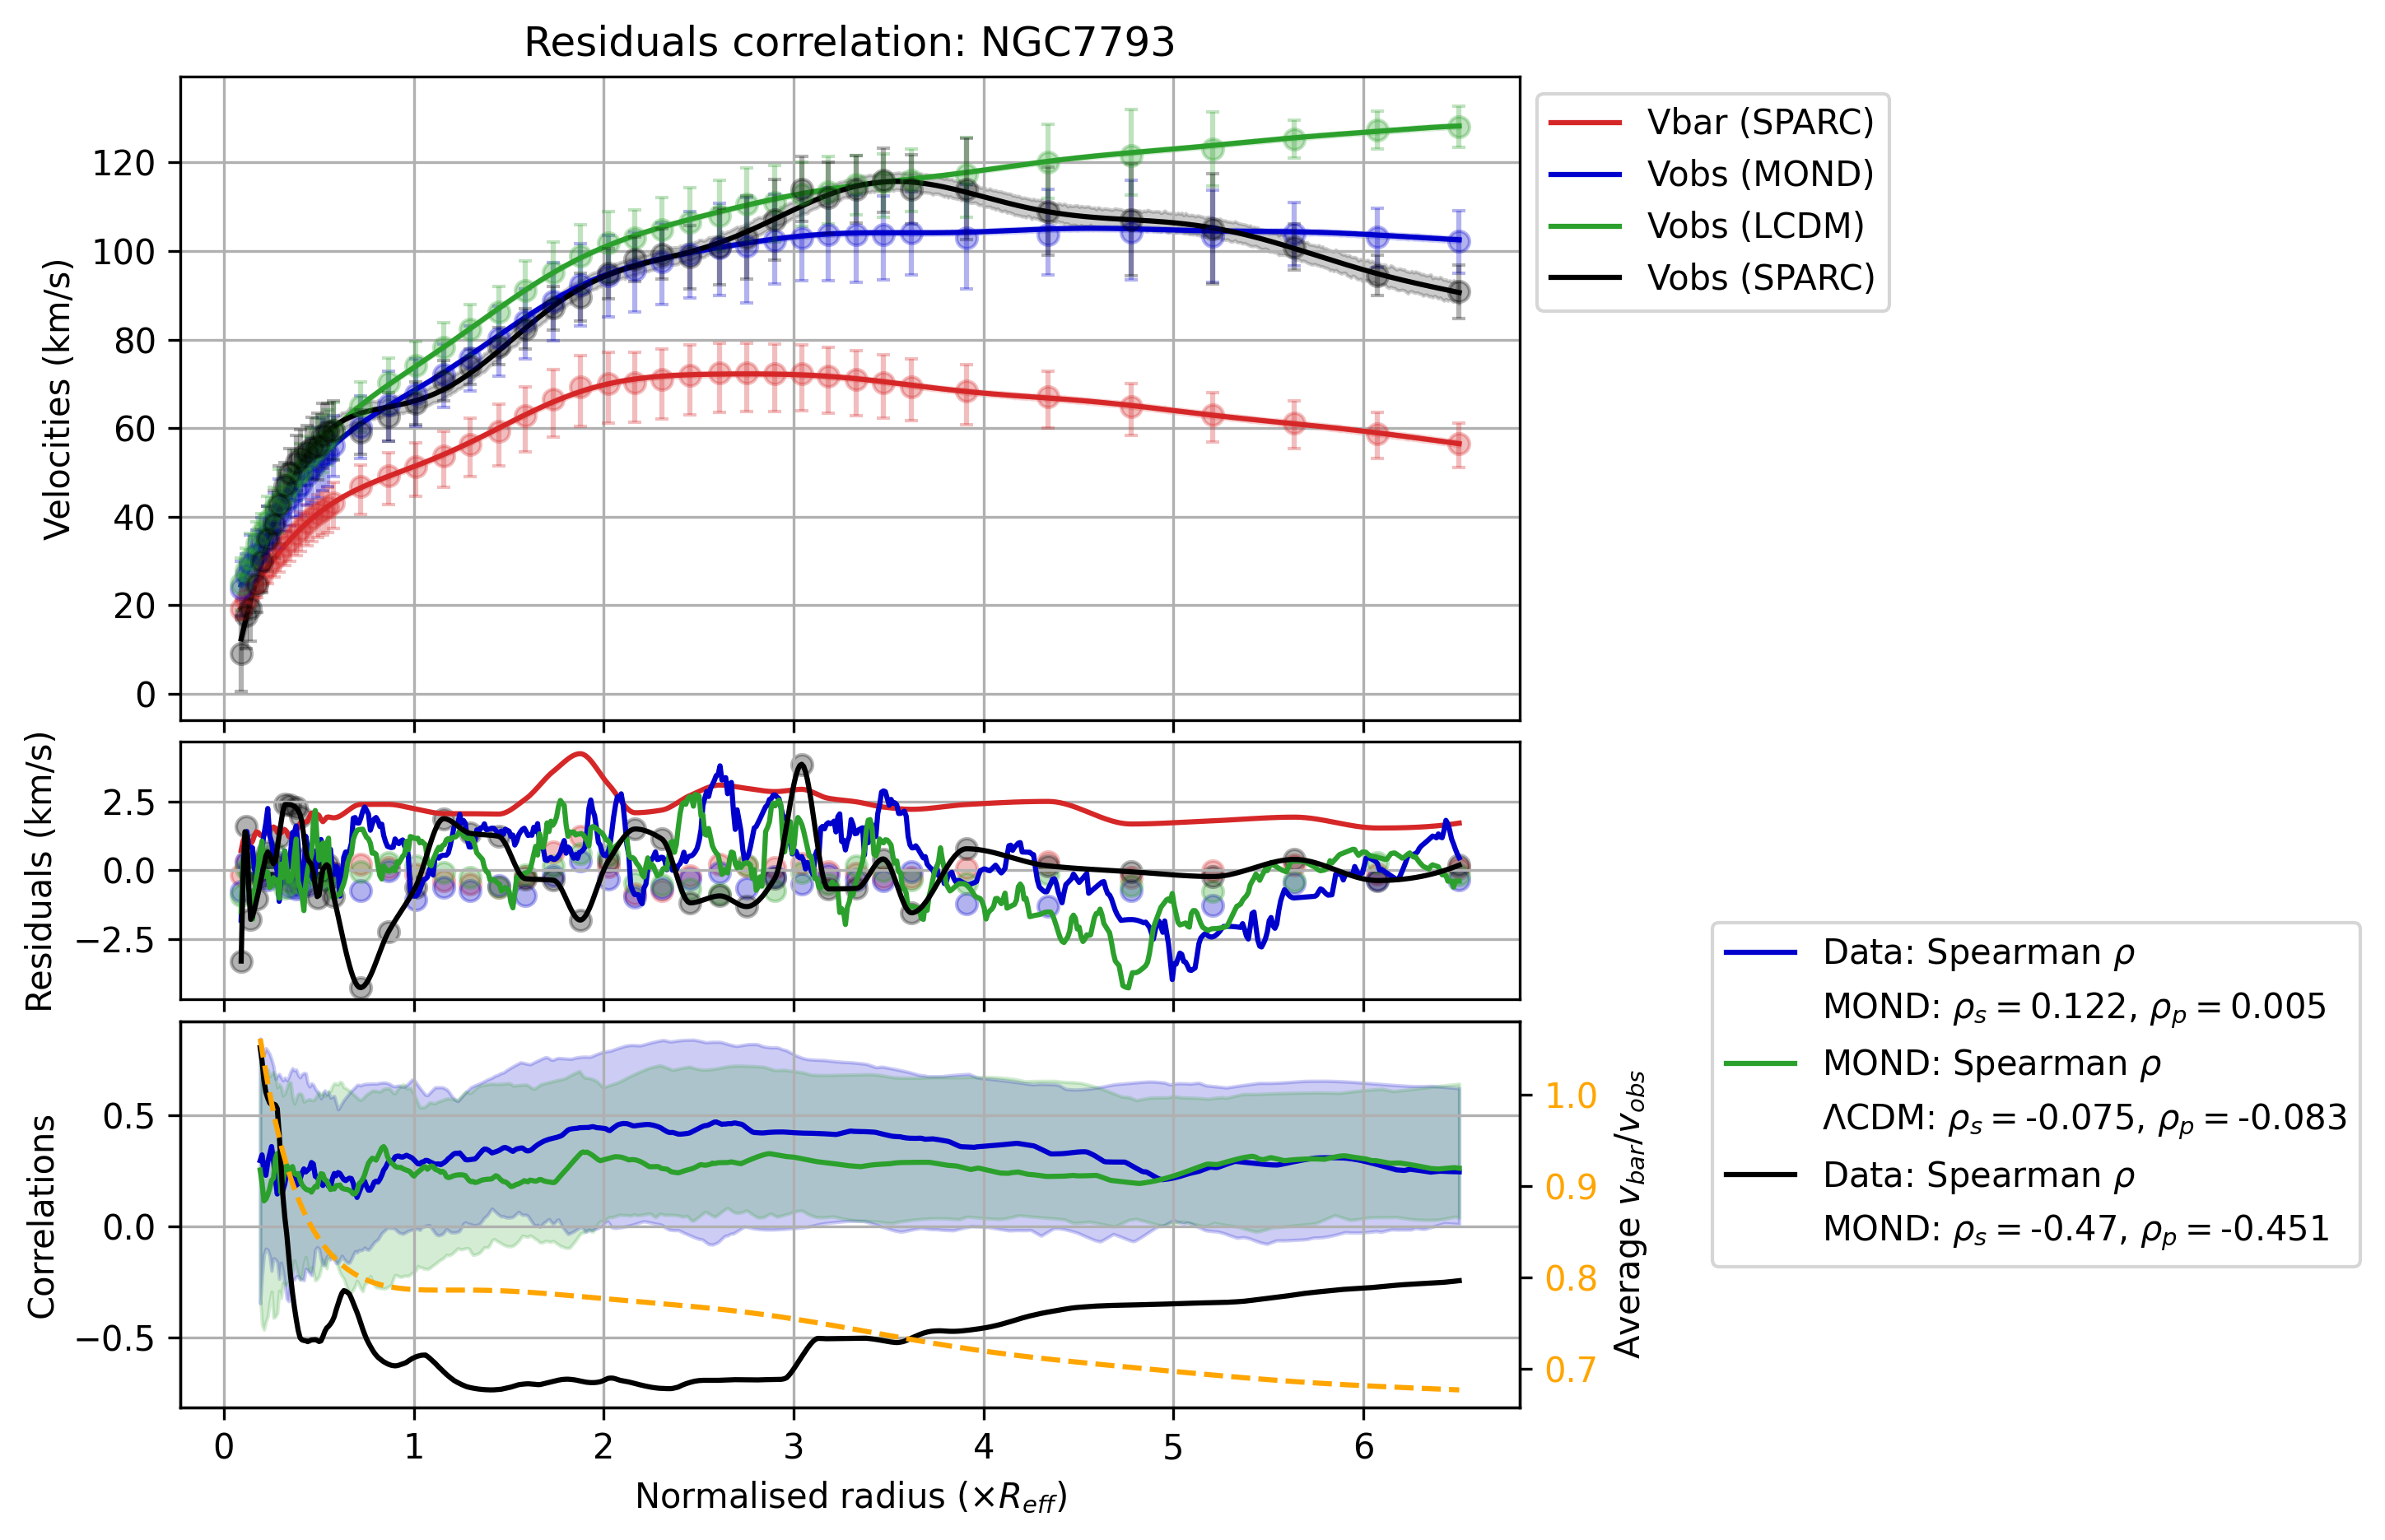 Residuals correlation: NGC7793
Velocities (km/s)
120
100
80
60
40
20
0
Vbar (SPARC)
Vobs (MOND)
Vobs (LCDM)
Vobs (SPARC)
Residuals (km/s)
2.5
0.0
−2.5
Correlations
0.5
0.0
−0.5
1.0
0.9
0.8
0.7
Average v_bar/v_obs
Data: Spearman ρ
MOND: ρ_s = 0.122, ρ_p = 0.005
MOND: Spearman ρ
ΛCDM: ρ_s = -0.075, ρ_p = -0.083
Data: Spearman ρ
MOND: ρ_s = -0.47, ρ_p = -0.451
0 1 2 3 4 5 6
Normalised radius (×R_eff)